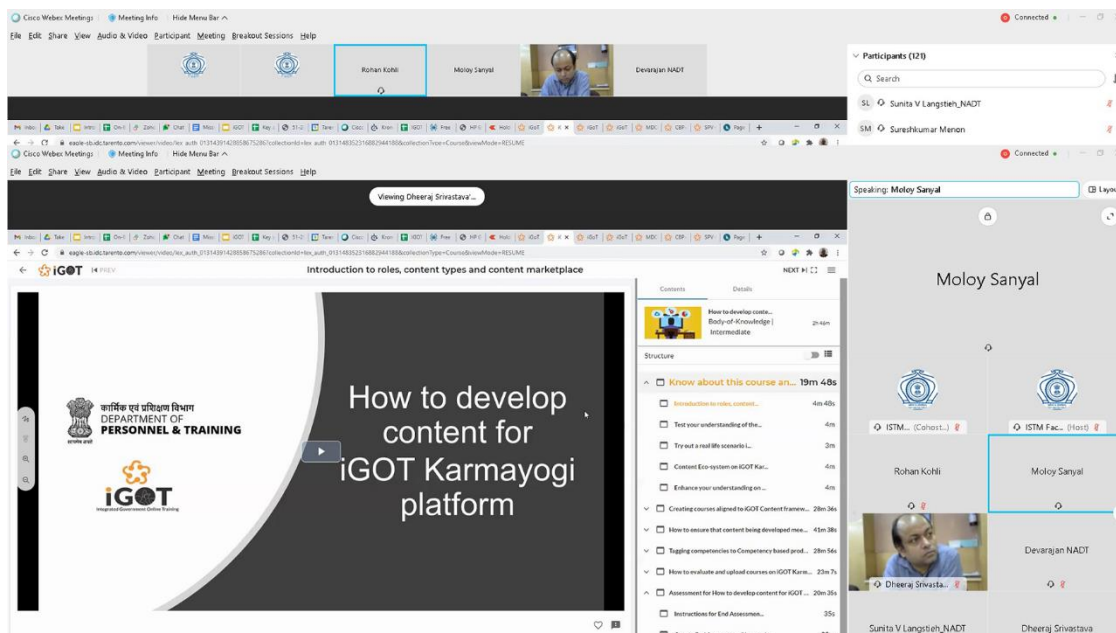 Cisco Webex Meetings
Meeting Info
Hide Menu Bar
Connected
File Edit Share View Audio & Video Participant Meeting Breakout Sessions Help
Rohan Kohli
Moloy Sanyal
Devarajan NADT
Participants (121)
Search
SL Sunita V Langstieh_NADT
SM Sureshkumar Menon
Cisco Webex Meetings
Meeting Info
Hide Menu Bar
Connected
File Edit Share View Audio & Video Participant Meeting Breakout Sessions Help
Viewing Dheeraj Srivastava'...
Speaking: Moloy Sanyal
Layou
Moloy Sanyal
iGOT
PREV
Introduction to roles, content types and content marketplace
NEXT
कार्मिक एवं प्रशिक्षण विभाग
DEPARTMENT OF
PERSONNEL & TRAINING
सत्यमेव जयते
iGOT
Integrated Government Online Training
How to develop
content for
iGOT Karmayogi
platform
Contents
Details
How to develop conte...
Body-of-Knowledge |
Intermediate
2h 46m
Structure
Know about this course an... 19m 48s
Introduction to roles, content... 4m 48s
Test your understanding of the... 4m
Try out a real life scenario i... 3m
Content Eco-system on iGOT Kar... 4m
Enhance your understanding on ... 4m
Creating courses aligned to iGOT Content framew... 28m 36s
How to ensure that content being developed mee... 41m 38s
Tagging competencies to Competency based prod... 28m 56s
How to evaluate and upload courses on iGOT Karm... 23m 7s
Assessment for How to develop content for iGOT ... 20m 35s
Instructions for End Assessmen... 35s
ISTM... (Cohost...)
ISTM Fac... (Host)
Rohan Kohli
Moloy Sanyal
Dheeraj Srivasta...
Devarajan NADT
Sunita V Langstieh_NADT
Dheeraj Srivastava